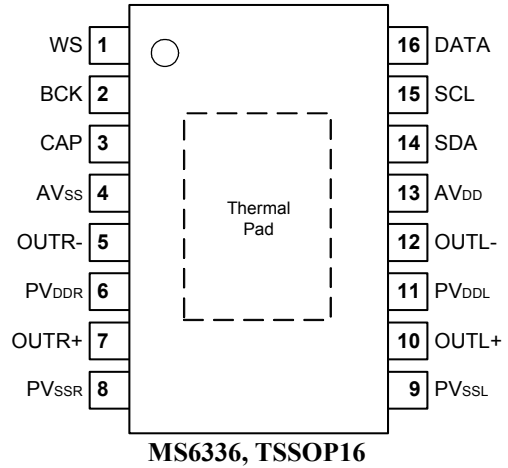 WS 1 16 DATA
BCK 2 15 SCL
CAP 3 14 SDA
AVSS 4 13 AVDD
Thermal
Pad
OUTR- 5 12 OUTL-
PVDDR 6 11 PVDDL
OUTR+ 7 10 OUTL+
PVSSR 8 9 PVSSL
MS6336, TSSOP16